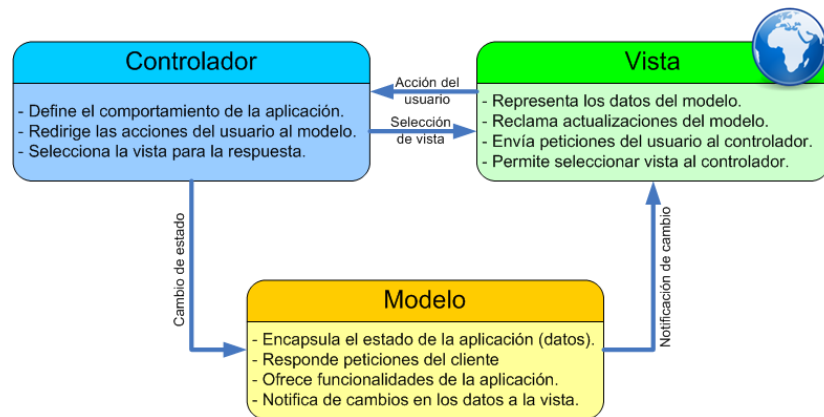 Controlador
- Define el comportamiento de la aplicación.
- Redirige las acciones del usuario al modelo.
- Selecciona la vista para la respuesta.
Acción del
usuario
Selección
de vista
Vista
- Representa los datos del modelo.
- Reclama actualizaciones del modelo.
- Envía peticiones del usuario al controlador.
- Permite seleccionar vista al controlador.
Cambio de estado
Notificación de cambio
Modelo
- Encapsula el estado de la aplicación (datos).
- Responde peticiones del cliente
- Ofrece funcionalidades de la aplicación.
- Notifica de cambios en los datos a la vista.